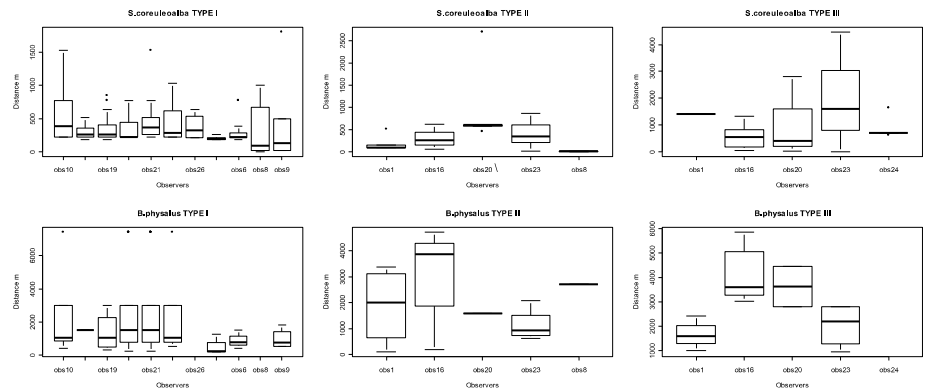 S.coreuleoalba TYPE I
Distance m
0 500 1000 1500
obs10 obs19 obs21 obs26 obs6 obs8 obs9
Observers
S.coreuleoalba TYPE II
Distance m
0 500 1500 2500
obs1 obs16 obs20 \ obs23 obs8
Observers
S.coreuleoalba TYPE III
Distance m
0 1000 2000 3000 4000
obs1 obs16 obs20 obs23 obs24
Observers
B.physalus TYPE I
Distance m
0 2000 4000 6000
obs10 obs19 obs21 obs26 obs6 obs8 obs9
Observers
B.physalus TYPE II
Distance m
0 1000 2000 3000 4000
obs1 obs16 obs20 obs23 obs8
Observers
B.physalus TYPE III
Distance m
1000 2000 3000 4000 5000 6000
obs1 obs16 obs20 obs23 obs24
Observers